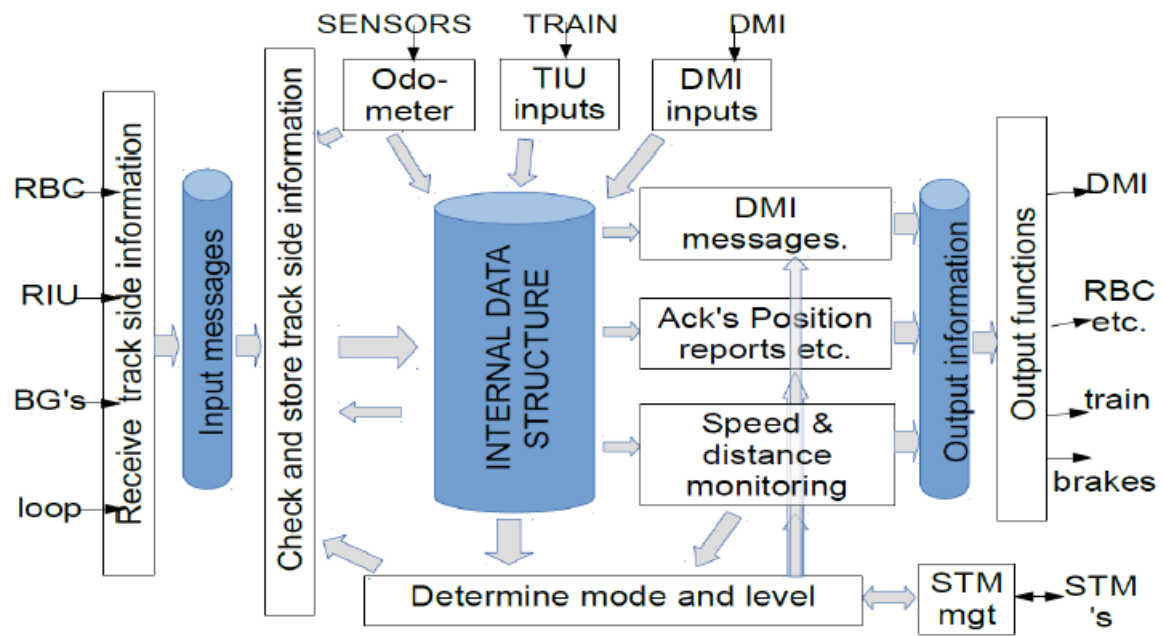 SENSORS
TRAIN
DMI
Odo-
meter
TIU
inputs
DMI
inputs
RBC
RIU
BG's
loop
Receive track side information
Input messages
Check and store track side information
INTERNAL DATA
STRUCTURE
DMI
messages.
Ack's Position
reports etc.
Speed &
distance
monitoring
Output information
Output functions
DMI
RBC
etc.
train
brakes
Determine mode and level
STM
mgt
STM
's